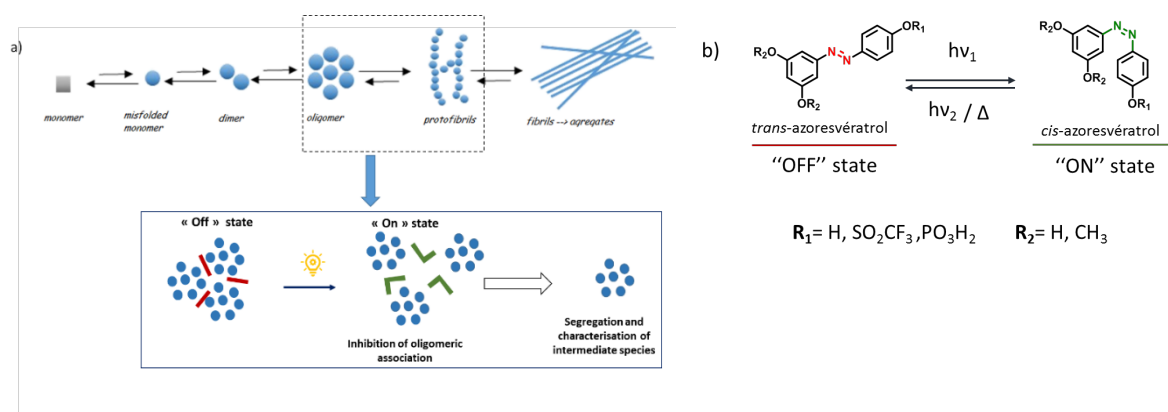 a)
monomer
misfolded
monomer
dimer
oligomer
protofibrils
fibrils --> agregates
« Off » state
« On » state
Inhibition of oligomeric
association
Segregation and
characterisation of
intermediate species
b)
R₂O
N
N
OR₁
OR₂
trans-azoresvératrol
"OFF" state
hν₁
hν₂ / Δ
R₂O
N
N
OR₂
OR₁
cis-azoresvératrol
"ON" state
R₁= H, SO₂CF₃ ,PO₃H₂ R₂= H, CH₃